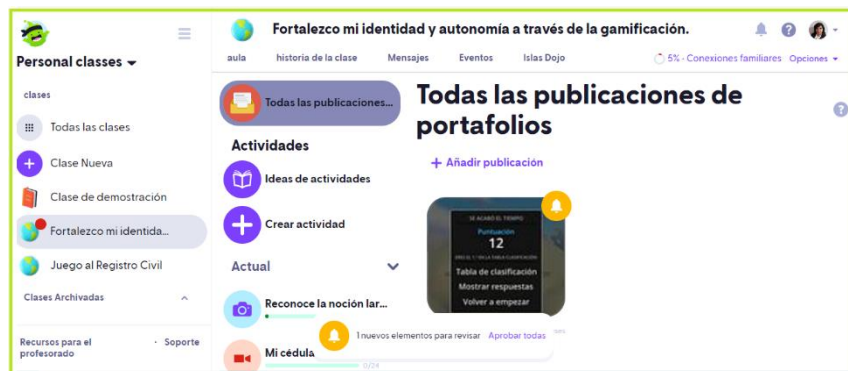 Personal classes
clases
Todas las clases
Clase Nueva
Clase de demostración
Fortalezco mi identida...
Juego al Registro Civil
Clases Archivadas
Recursos para el
profesorado
· Soporte
Fortalezco mi identidad y autonomía a través de la gamificación.
aula historia de la clase Mensajes Eventos Islas Dojo
5% · Conexiones familiares Opciones
Todas las publicaciones...
Actividades
Ideas de actividades
Crear actividad
Actual
Reconoce la noción lar...
Mi cédula
0/24
Todas las publicaciones de
portafolios
+ Añadir publicación
SE ACABÓ EL TIEMPO
Puntuación
12
Tabla de clasificación
Mostrar respuestas
Volver a empezar
1 nuevos elementos para revisar Aprobar todas